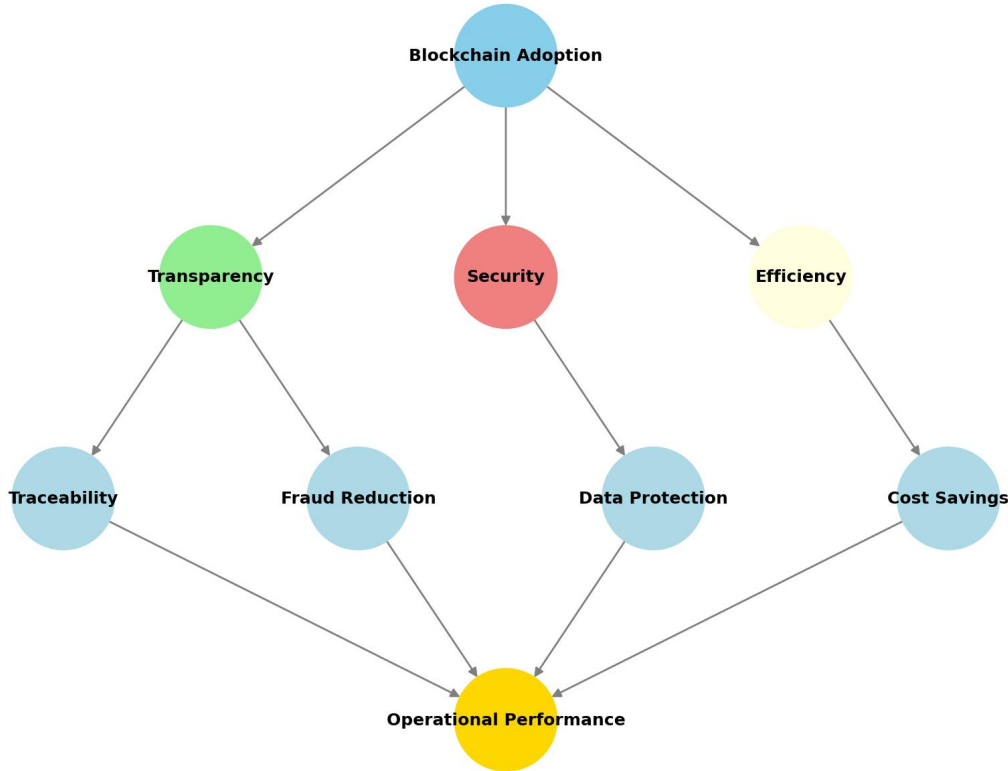 Blockchain Adoption
Transparency
Security
Efficiency
Traceability
Fraud Reduction
Data Protection
Cost Savings
Operational Performance